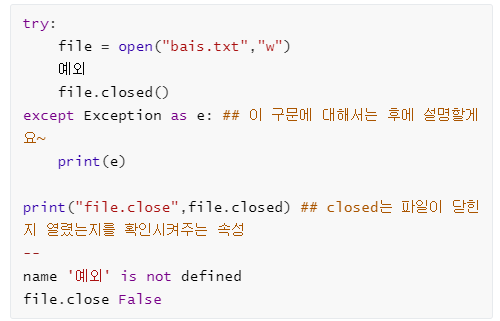 try:
    file = open("bais.txt","w")
    예외
    file.closed()
except Exception as e: ## 이 구문에 대해서는 후에 설명할게
요~
    print(e)

print("file.close",file.closed) ## closed는 파일이 닫힌
지 열렸는지를 확인시켜주는 속성
--
name '예외' is not defined
file.close False